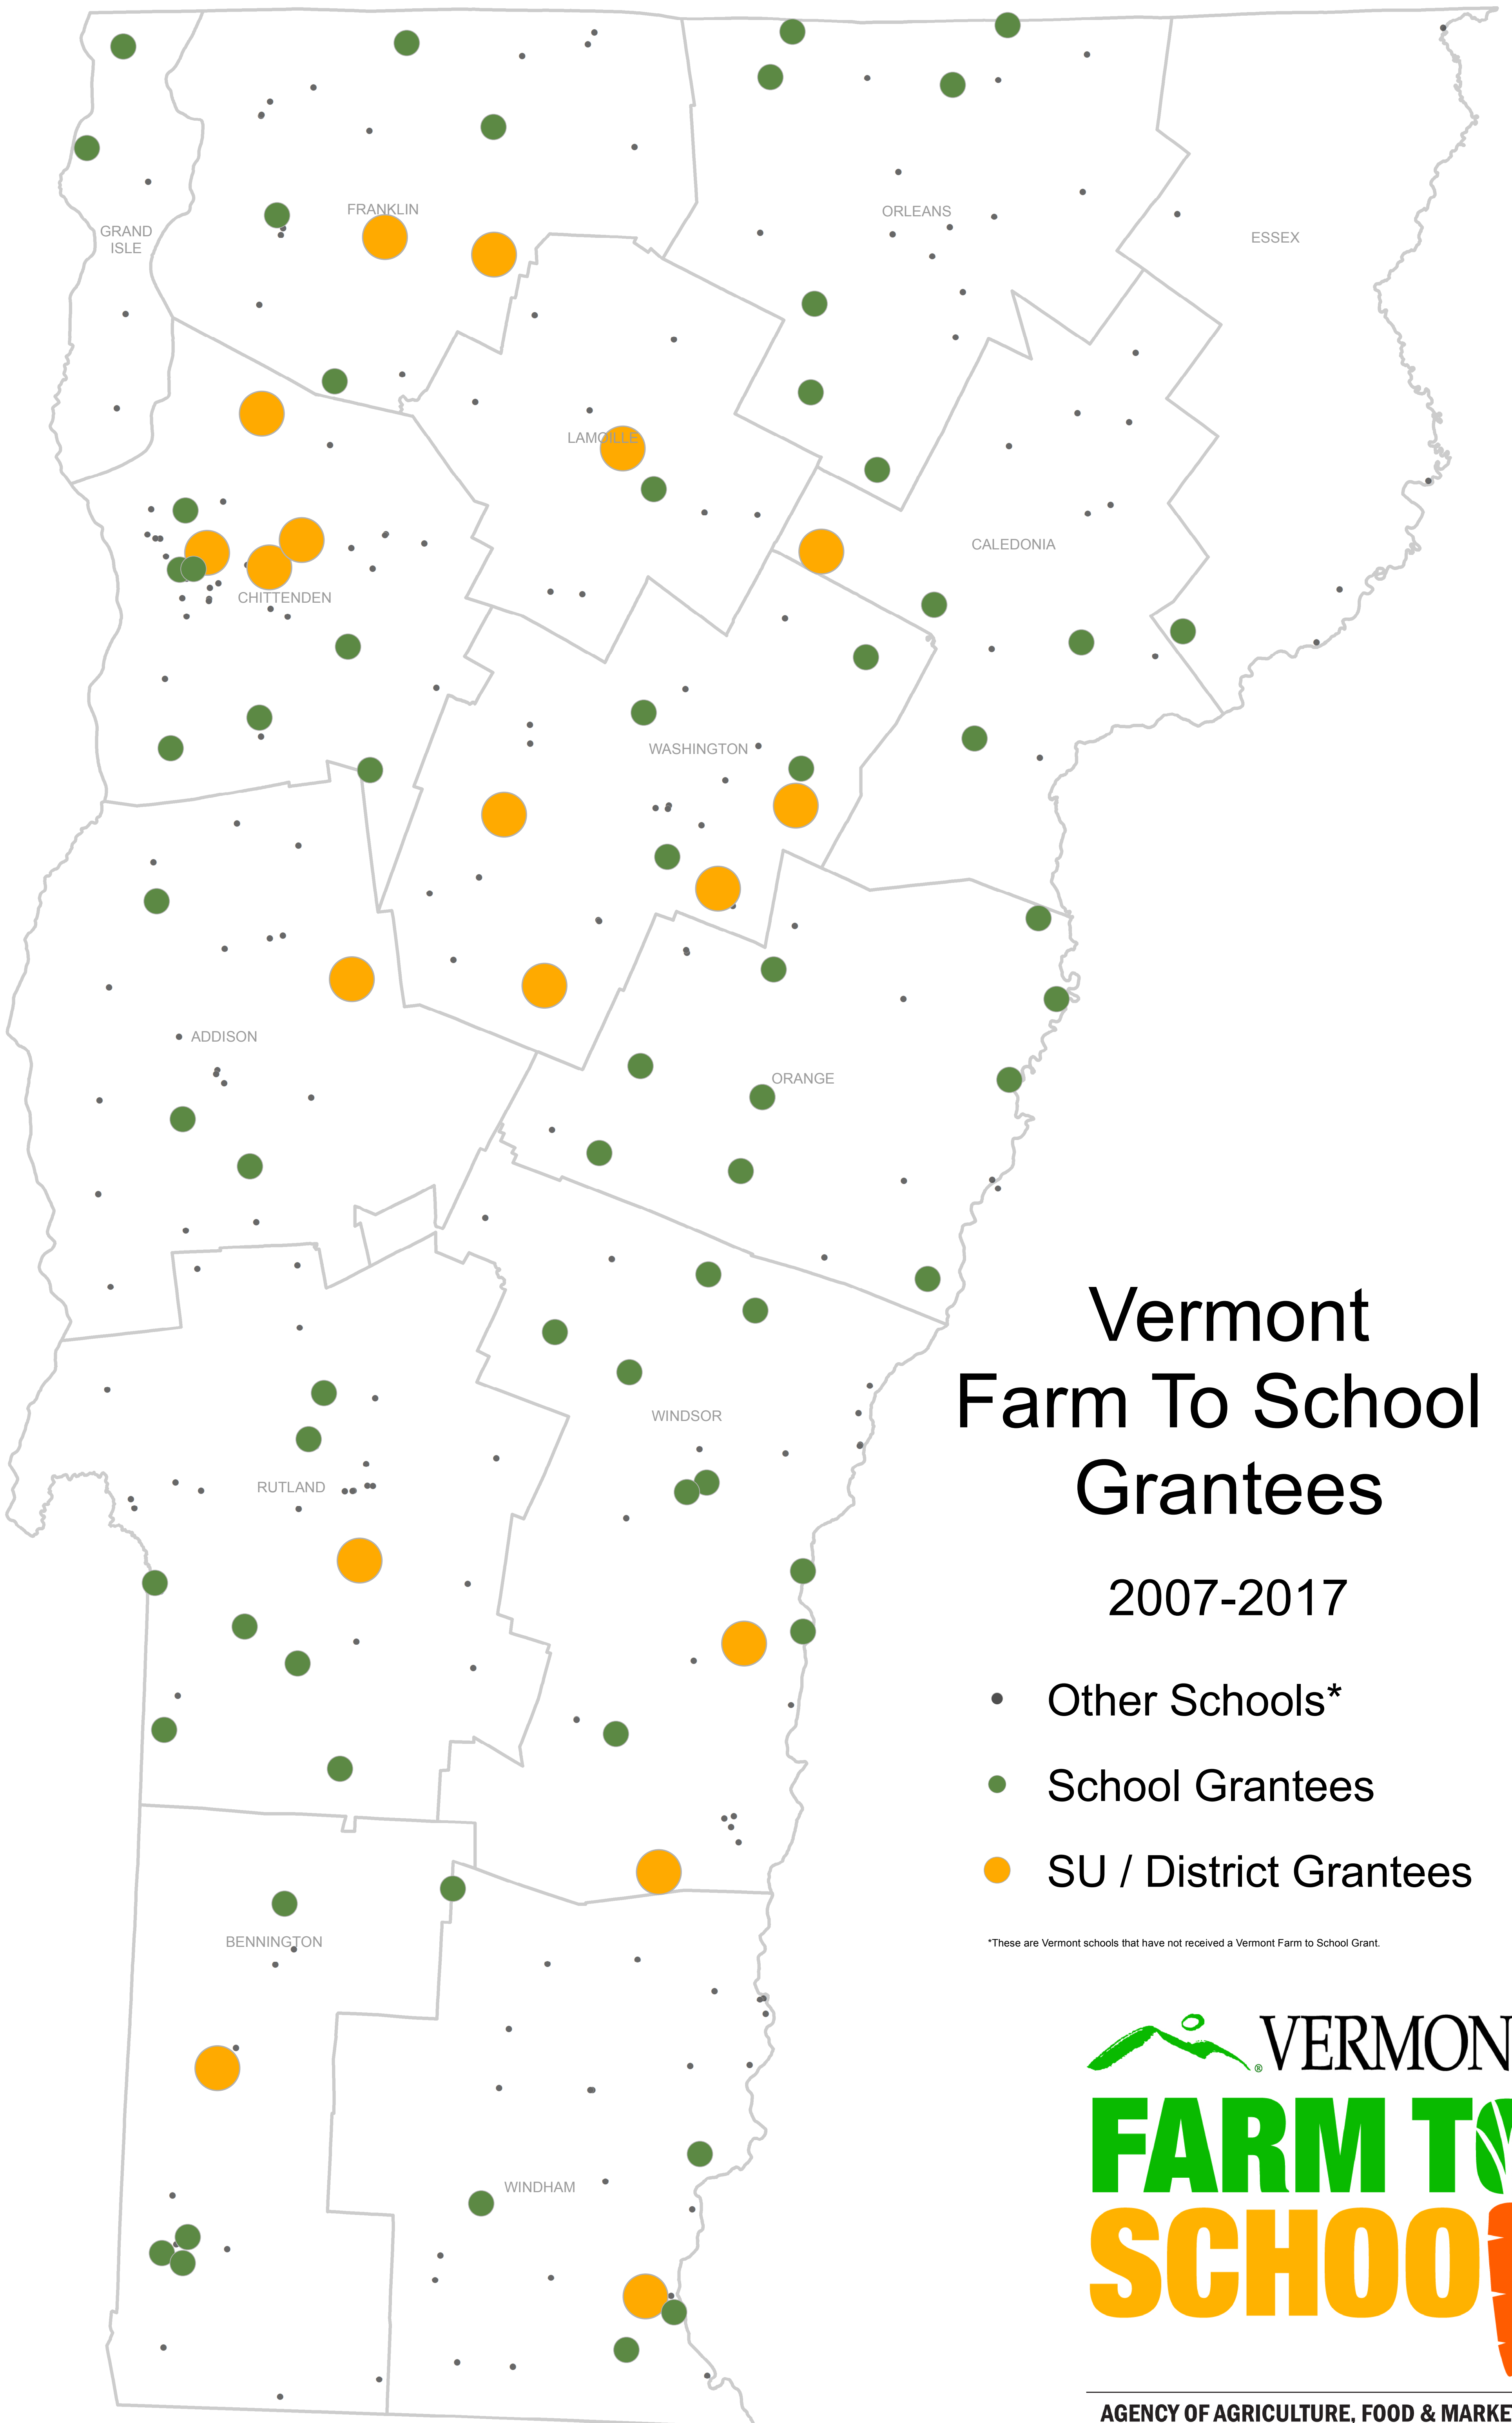 FRANKLIN
ORLEANS
GRAND
ISLE
ESSEX
LAMOILLE
CALEDONIA
CHITTENDEN
WASHINGTON
ADDISON
ORANGE
WINDSOR
RUTLAND
BENNINGTON
WINDHAM
Vermont
Farm To School
Grantees
2007-2017
Other Schools*
School Grantees
SU / District Grantees
*These are Vermont schools that have not received a Vermont Farm to School Grant.
® VERMON
FARM TO
SCHOO
AGENCY OF AGRICULTURE, FOOD & MARKE